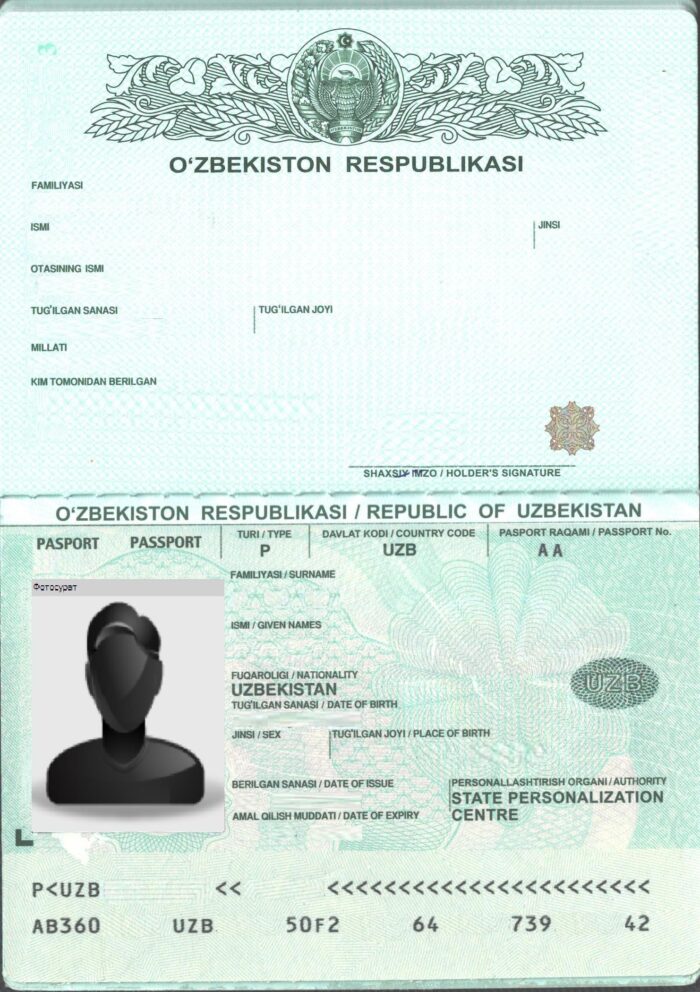 O‘ZBEKISTON RESPUBLIKASI
FAMILIYASI
ISMI
JINSI
OTASINING ISMI
TUG‘ILGAN SANASI TUG‘ILGAN JOYI
MILLATI
KIM TOMONIDAN BERILGAN
SHAXSIY IMZO / HOLDER'S SIGNATURE
O‘ZBEKISTON RESPUBLIKASI / REPUBLIC OF UZBEKISTAN
PASPORT PASSPORT TURI / TYPE DAVLAT KODI / COUNTRY CODE PASPORT RAQAMI / PASSPORT No.
P UZB A A
Фотосурат
FAMILIYASI / SURNAME
ISMI / GIVEN NAMES
FUQAROLIGI / NATIONALITY
UZBEKISTAN
UZB
TUG‘ILGAN SANASI / DATE OF BIRTH
JINSI / SEX TUG‘ILGAN JOYI / PLACE OF BIRTH
BERILGAN SANASI / DATE OF ISSUE PERSONALLASHTIRISH ORGANI / AUTHORITY
STATE PERSONALIZATION
CENTRE
AMAL QILISH MUDDATI / DATE OF EXPIRY
P<UZB << <<<<<<<<<<<<<<<<<<<<<<<
AB360 UZB 50F2 64 739 42